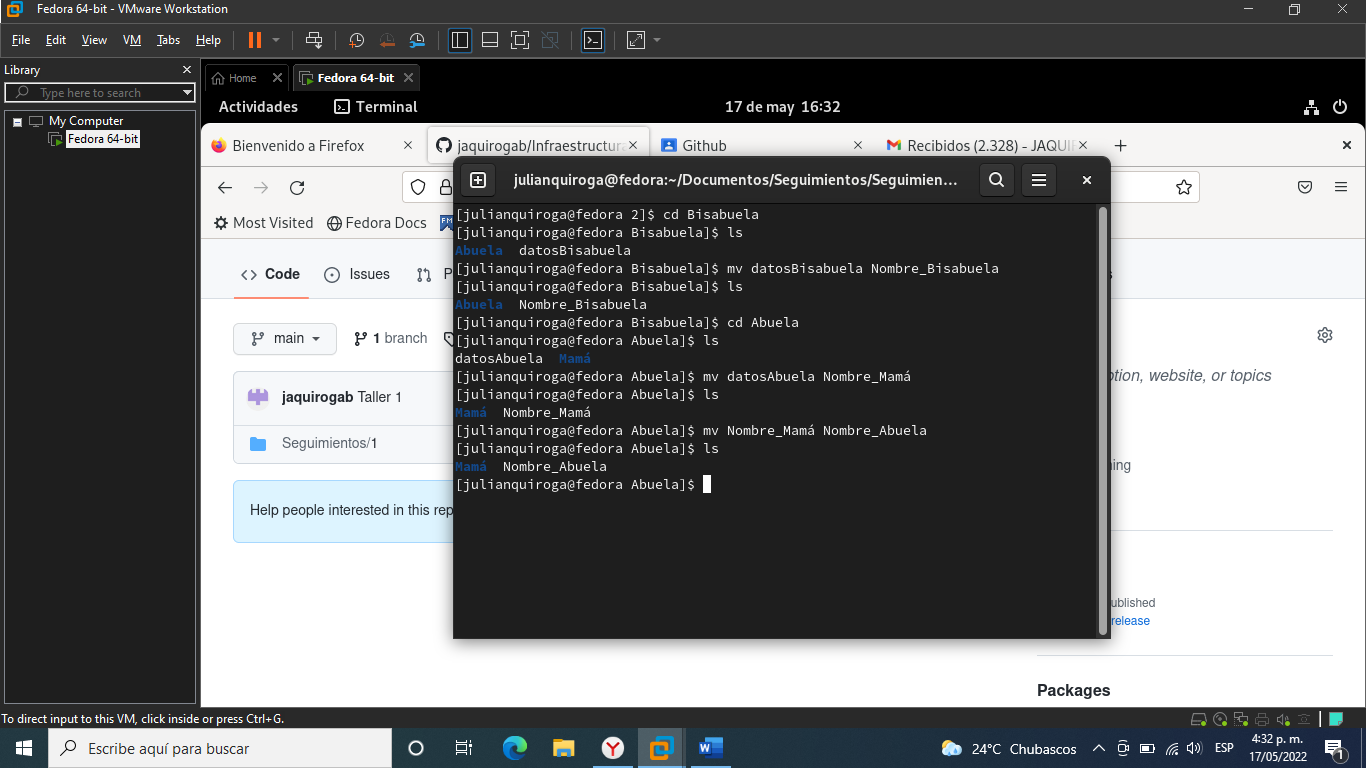 Fedora 64-bit - VMware Workstation
File Edit View VM Tabs Help
Library
Type here to search
My Computer
Fedora 64-bit
Home
Fedora 64-bit
Actividades
Terminal
17 de may 16:32
Bienvenido a Firefox
jaquirogab/Infraestructura
Github
Recibidos (2.328) - JAQUIR
julianquiroga@fedora:~/Documentos/Seguimientos/Seguimien...
Most Visited
Fedora Docs
Code
Issues
main
1 branch
jaquirogab Taller 1
Seguimientos/1
Help people interested in this rep
[julianquiroga@fedora 2]$ cd Bisabuela
[julianquiroga@fedora Bisabuela]$ ls
Abuela datosBisabuela
[julianquiroga@fedora Bisabuela]$ mv datosBisabuela Nombre_Bisabuela
[julianquiroga@fedora Bisabuela]$ ls
Abuela Nombre_Bisabuela
[julianquiroga@fedora Bisabuela]$ cd Abuela
[julianquiroga@fedora Abuela]$ ls
datosAbuela Mamá
[julianquiroga@fedora Abuela]$ mv datosAbuela Nombre_Mamá
[julianquiroga@fedora Abuela]$ ls
Mamá Nombre_Mamá
[julianquiroga@fedora Abuela]$ mv Nombre_Mamá Nombre_Abuela
[julianquiroga@fedora Abuela]$ ls
Mamá Nombre_Abuela
[julianquiroga@fedora Abuela]$
website, or topics
release
Packages
To direct input to this VM, click inside or press Ctrl+G.
Escribe aquí para buscar
24°C Chubascos
ESP
4:32 p. m.
17/05/2022
1